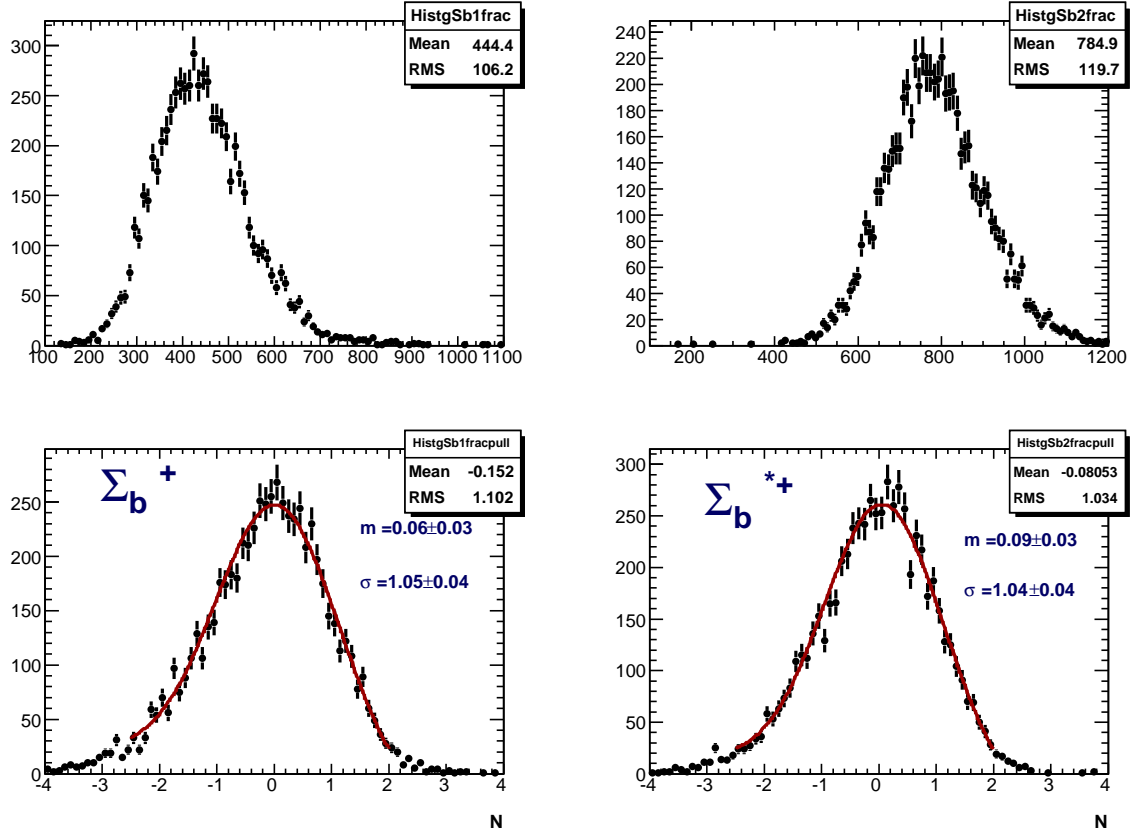 HistgSb1frac
Mean 444.4
RMS 106.2
300
250
200
150
100
50
0
100 200 300 400 500 600 700 800 900 1000 1100
HistgSb2frac
Mean 784.9
RMS 119.7
240
220
200
180
160
140
120
100
80
60
40
20
0
200 400 600 800 1000 1200
HistgSb1fracpull
Mean -0.152
RMS 1.102
Σb +
m =0.06±0.03
σ =1.05±0.04
250
200
150
100
50
0
-4 -3 -2 -1 0 1 2 3 4
N
HistgSb2fracpull
Mean -0.08053
RMS 1.034
Σb *+
m =0.09±0.03
σ =1.04±0.04
300
250
200
150
100
50
0
-4 -3 -2 -1 0 1 2 3 4
N